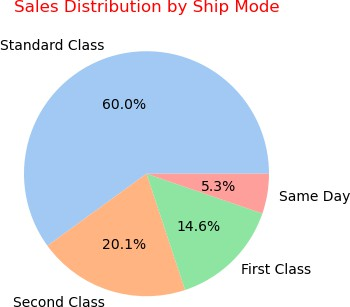 Sales Distribution by Ship Mode
Standard Class
60.0%
5.3%
Same Day
14.6%
20.1%
First Class
Second Class